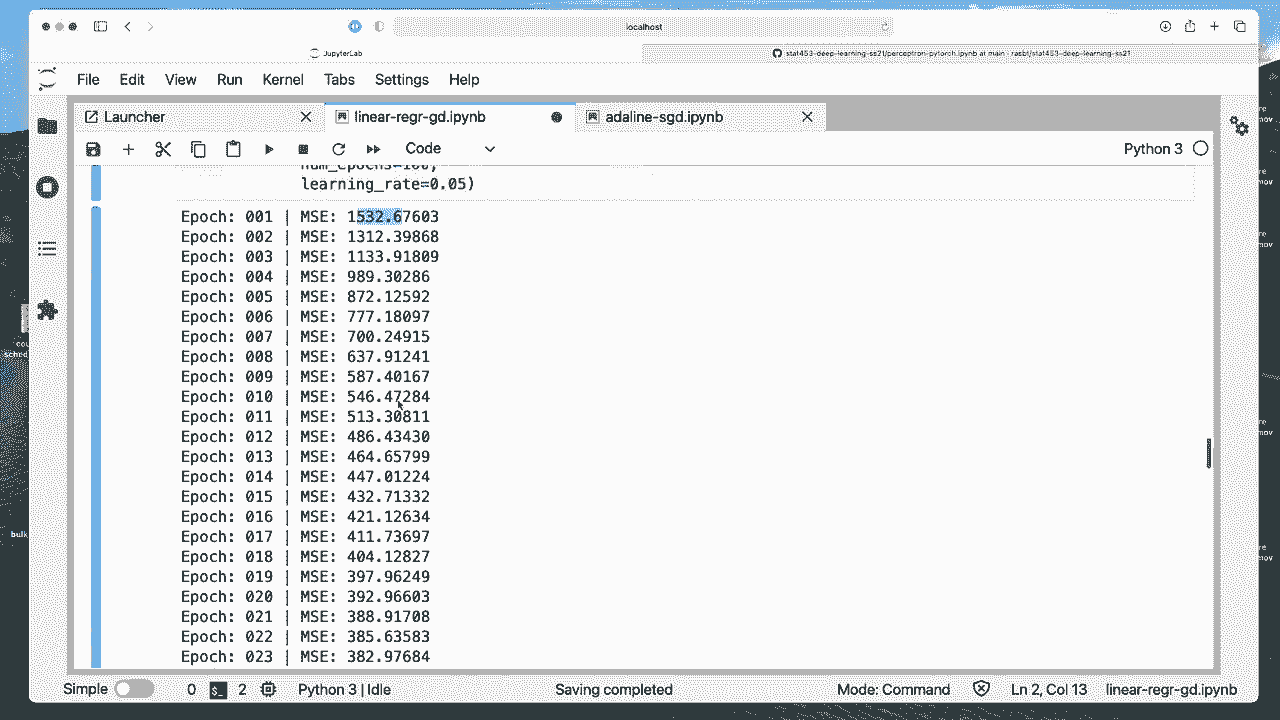 localhost
JupyterLab
stat453-deep-learning-ss21/perceptron-pytorch.ipynb at main · rasbt/stat453-deep-learning-ss21
File Edit View Run Kernel Tabs Settings Help
Launcher linear-regr-gd.ipynb adaline-sgd.ipynb
Code Python 3
num_epochs=100,
learning_rate=0.05)
Epoch: 001 | MSE: 1532.67603
Epoch: 002 | MSE: 1312.39868
Epoch: 003 | MSE: 1133.91809
Epoch: 004 | MSE: 989.30286
Epoch: 005 | MSE: 872.12592
Epoch: 006 | MSE: 777.18097
Epoch: 007 | MSE: 700.24915
Epoch: 008 | MSE: 637.91241
Epoch: 009 | MSE: 587.40167
Epoch: 010 | MSE: 546.47284
Epoch: 011 | MSE: 513.30811
Epoch: 012 | MSE: 486.43430
Epoch: 013 | MSE: 464.65799
Epoch: 014 | MSE: 447.01224
Epoch: 015 | MSE: 432.71332
Epoch: 016 | MSE: 421.12634
Epoch: 017 | MSE: 411.73697
Epoch: 018 | MSE: 404.12827
Epoch: 019 | MSE: 397.96249
Epoch: 020 | MSE: 392.96603
Epoch: 021 | MSE: 388.91708
Epoch: 022 | MSE: 385.63583
Epoch: 023 | MSE: 382.97684
Simple 0 2 Python 3 | Idle Saving completed Mode: Command Ln 2, Col 13 linear-regr-gd.ipynb